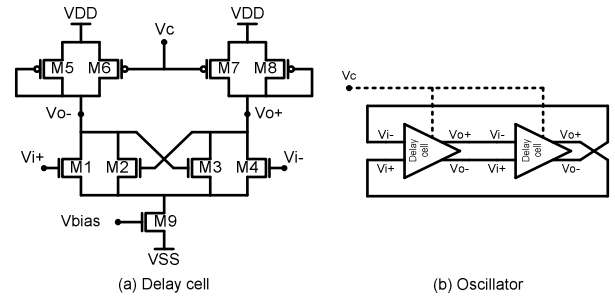 VDD VDD
Vc
M5 M6 M7 M8
Vo- Vo+
Vi+ M1 M2 M3 M4 Vi-
Vbias M9
VSS
(a) Delay cell
Vc
Vi- Delay cell Vo+ Vi- Delay cell Vo+
Vi+ Vo- Vi+ Vo-
(b) Oscillator